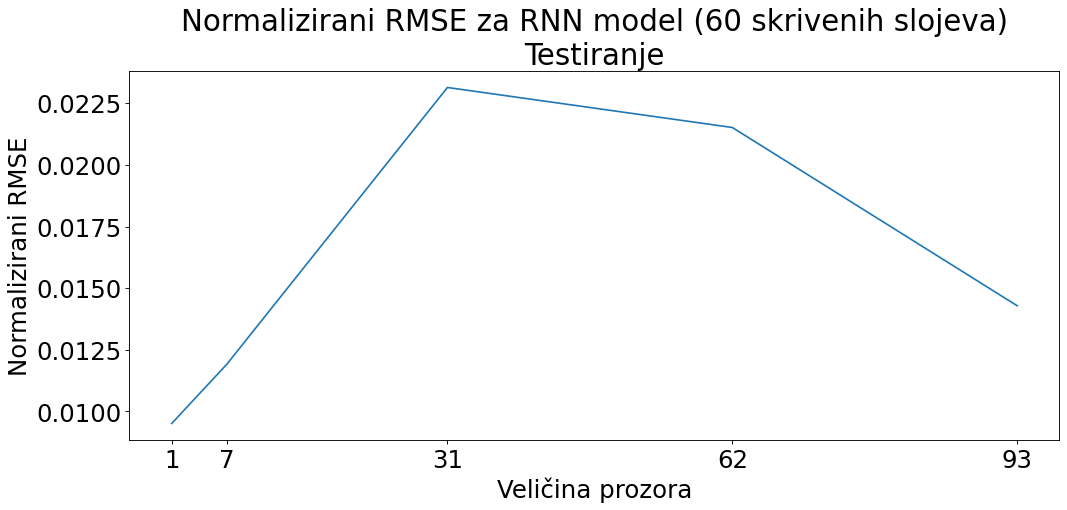 Normalizirani RMSE za RNN model (60 skrivenih slojeva)
Testiranje
Normalizirani RMSE
0.0225
0.0200
0.0175
0.0150
0.0125
0.0100
1 7 31 62 93
Veličina prozora